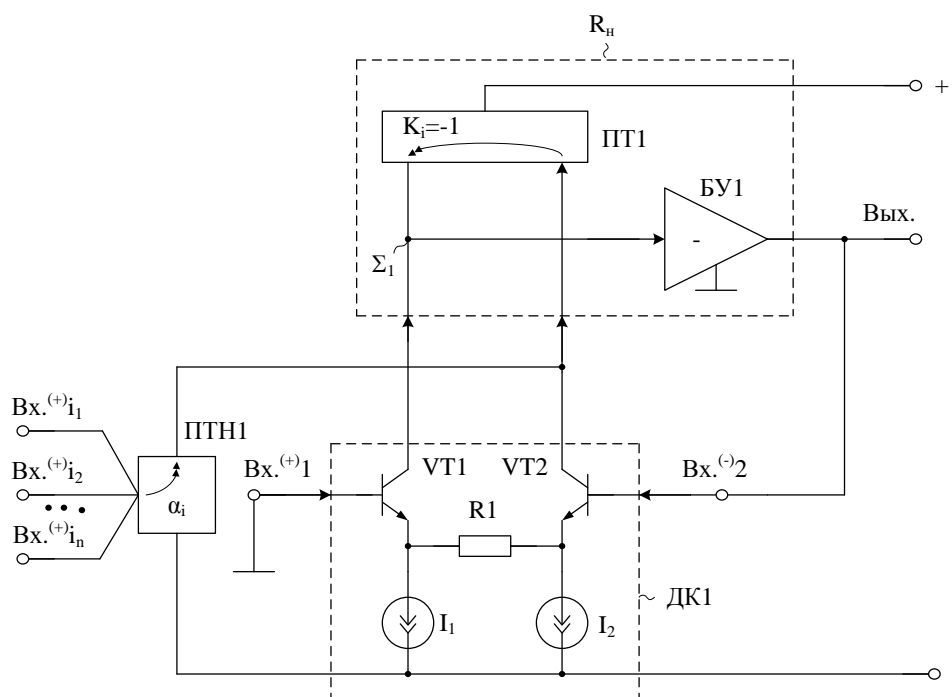 Rн
+
Ki=-1
ПТ1
БУ1
-
Вых.
Σ1
Вх.(+)i1
ПТН1
Вх.(+)i2
αi
Вх.(+)in
Вх.(+)1
VT1
VT2
Вх.(-)2
R1
I1
I2
ДК1